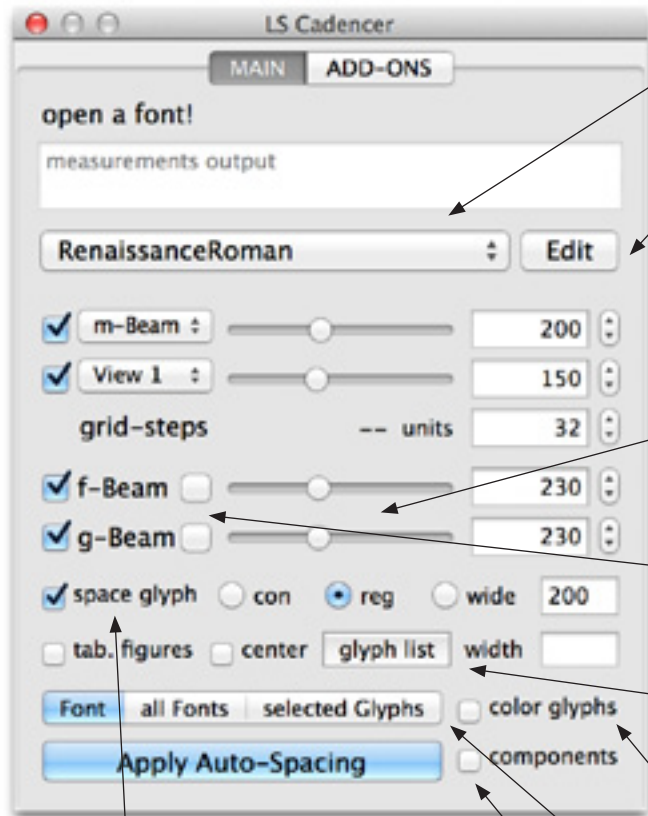 LS Cadencer
MAIN ADD-ONS
open a font!
measurements output
RenaissanceRoman Edit
m-Beam 200
View 1 150
grid-steps -- units 32
f-Beam 230
g-Beam 230
space glyph con reg wide 200
tab. figures center glyph list width
Font all Fonts selected Glyphs color glyphs
Apply Auto-Spacing components